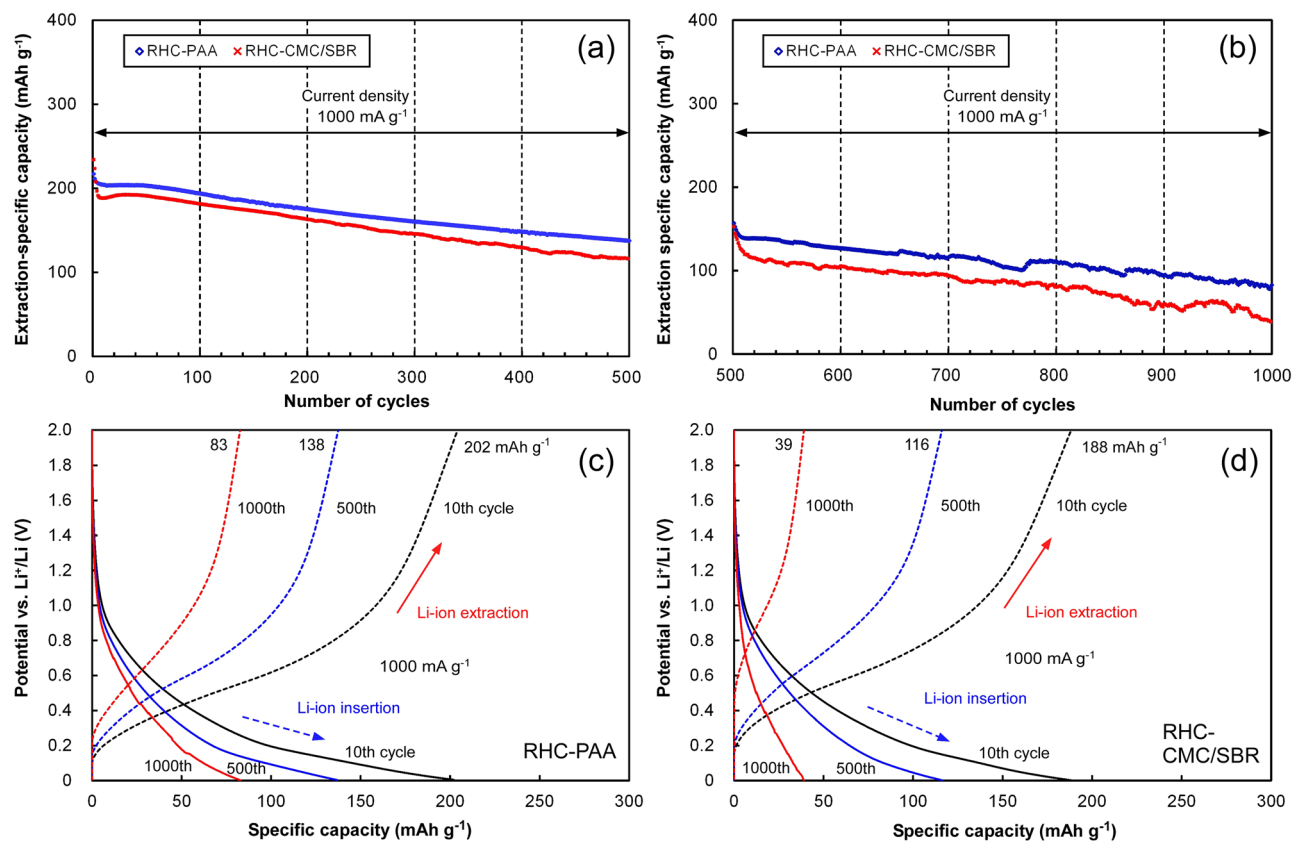 (a)
RHC-PAA RHC-CMC/SBR
Current density
1000 mA g⁻¹
Extraction-specific capacity (mAh g⁻¹)
400
300
200
100
0
0 100 200 300 400 500
Number of cycles
(b)
RHC-PAA RHC-CMC/SBR
Current density
1000 mA g⁻¹
Extraction specific capacity (mAh g⁻¹)
400
300
200
100
0
500 600 700 800 900 1000
Number of cycles
(c)
83 138 202 mAh g⁻¹
1000th 500th 10th cycle
Li-ion extraction
1000 mA g⁻¹
Li-ion insertion
10th cycle
1000th 500th
RHC-PAA
Potential vs. Li⁺/Li (V)
2.0
1.8
1.6
1.4
1.2
1.0
0.8
0.6
0.4
0.2
0
0 50 100 150 200 250 300
Specific capacity (mAh g⁻¹)
(d)
39 116 188 mAh g⁻¹
1000th 500th 10th cycle
Li-ion extraction
1000 mA g⁻¹
Li-ion insertion
10th cycle
1000th 500th
RHC-
CMC/SBR
Potential vs. Li⁺/Li (V)
2.0
1.8
1.6
1.4
1.2
1.0
0.8
0.6
0.4
0.2
0
0 50 100 150 200 250 300
Specific capacity (mAh g⁻¹)